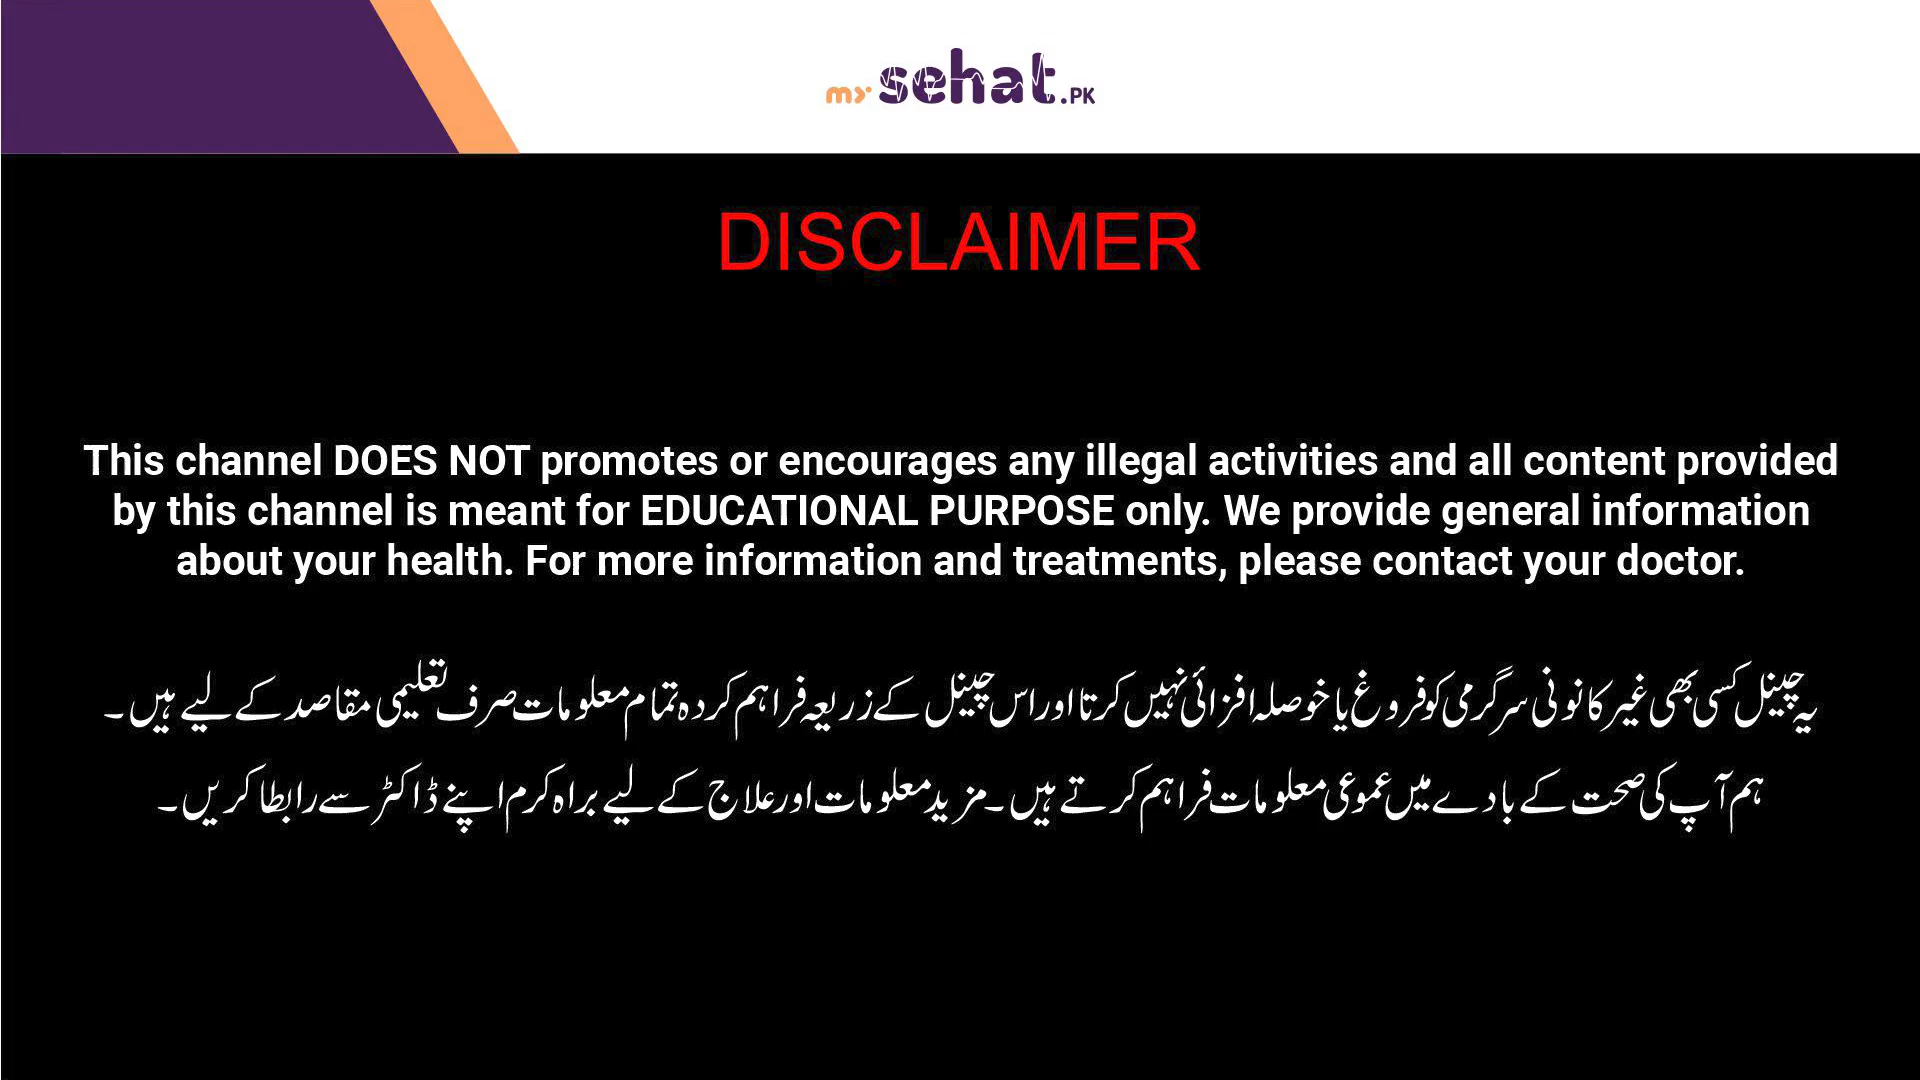 my sehat.PK
DISCLAIMER
This channel DOES NOT promotes or encourages any illegal activities and all content provided
by this channel is meant for EDUCATIONAL PURPOSE only. We provide general information
about your health. For more information and treatments, please contact your doctor.
یہ چینل کسی بھی غیر کانونی سرگرمی کو فروغ یا خوصلہ افزائی نہیں کرتا اور اس چینل کے زریعہ فراہم کردہ تمام معلومات صرف تعلیمی مقاصد کے لیے ہیں۔
ہم آپ کی صحت کے بادے میں عموعی معلومات فراہم کرتے ہیں۔ مزید معلومات اور علاج کے لیے براہ کرم اپنے ڈاکٹر سے رابطا کریں۔